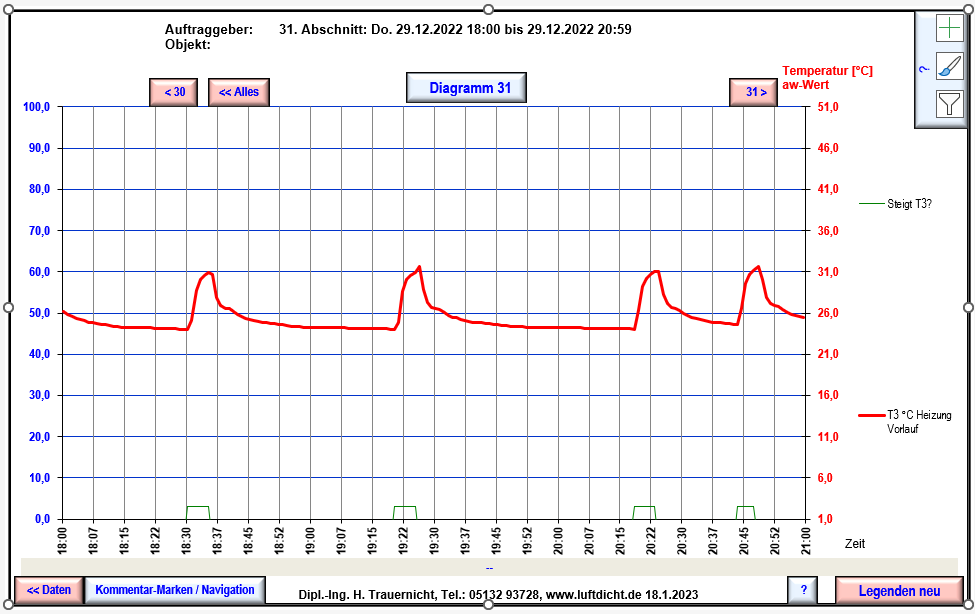 Auftraggeber: 31. Abschnitt: Do. 29.12.2022 18:00 bis 29.12.2022 20:59
Objekt:
?
Temperatur [°C]
aw-Wert
< 30 << Alles Diagramm 31 31 >
100,0 51,0
90,0 46,0
80,0 41,0
70,0 36,0
60,0 31,0
50,0 26,0
40,0 21,0
30,0 16,0
20,0 11,0
10,0 6,0
0,0 1,0
Steigt T3?
T3 °C Heizung
Vorlauf
18:00 18:07 18:15 18:22 18:30 18:37 18:45 18:52 19:00 19:07 19:15 19:22 19:30 19:37 19:45 19:52 20:00 20:07 20:15 20:22 20:30 20:37 20:45 20:52 21:00
Zeit
--
<< Daten Kommentar-Marken / Navigation Dipl.-Ing. H. Trauernicht, Tel.: 05132 93728, www.luftdicht.de 18.1.2023 ? Legenden neu